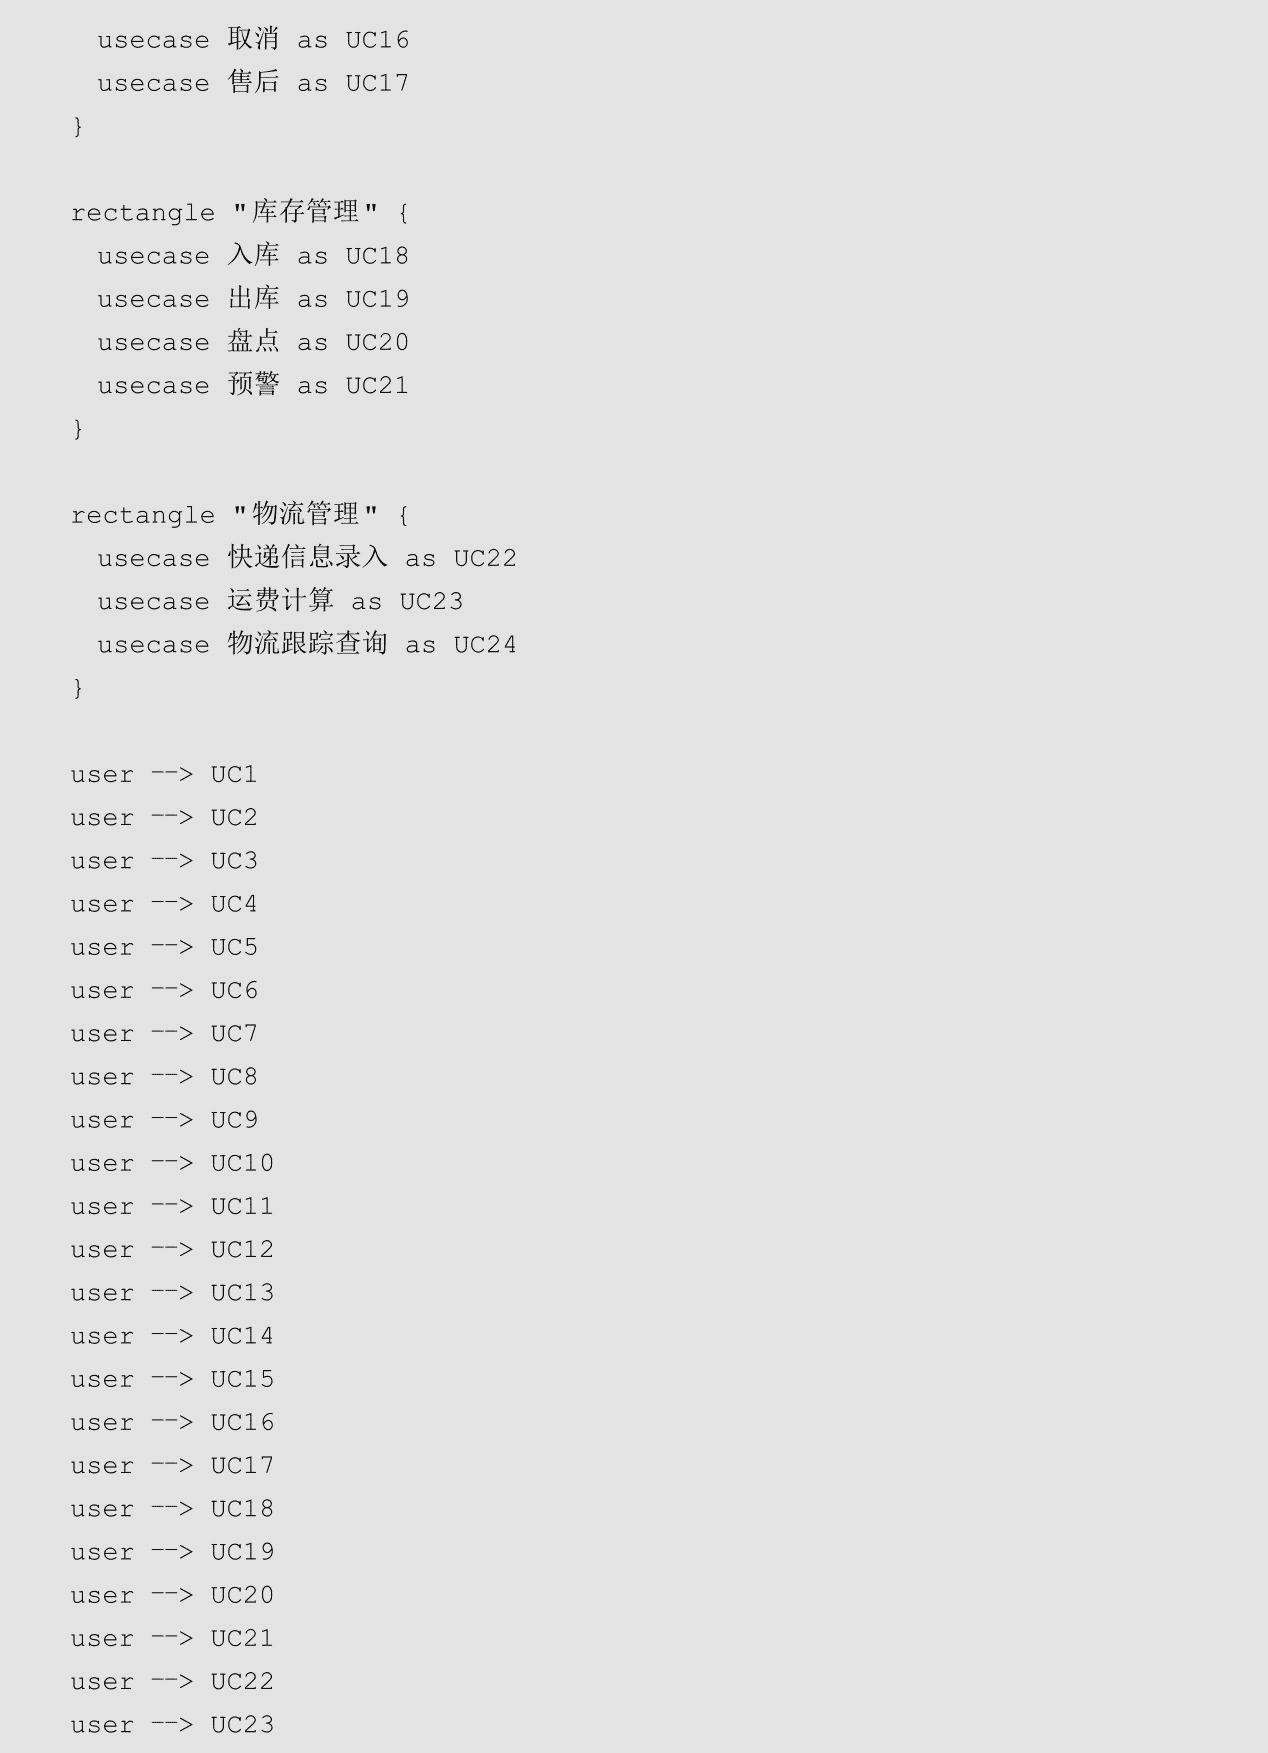 usecase 取消 as UC16
usecase 售后 as UC17
}
rectangle "库存管理" {
usecase 入库 as UC18
usecase 出库 as UC19
usecase 盘点 as UC20
usecase 预警 as UC21
}
rectangle "物流管理" {
usecase 快递信息录入 as UC22
usecase 运费计算 as UC23
usecase 物流跟踪查询 as UC24
}
user --> UC1
user --> UC2
user --> UC3
user --> UC4
user --> UC5
user --> UC6
user --> UC7
user --> UC8
user --> UC9
user --> UC10
user --> UC11
user --> UC12
user --> UC13
user --> UC14
user --> UC15
user --> UC16
user --> UC17
user --> UC18
user --> UC19
user --> UC20
user --> UC21
user --> UC22
user --> UC23